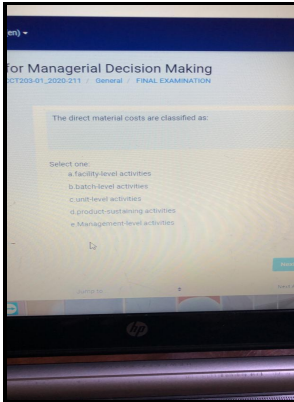 en)
for Managerial Decision Making
CCT203-01_2020-211 / General / FINAL EXAMINATION
The direct material costs are classified as:
Select one:
a.facility-level activities
b.batch-level activities
c.unit-level activities
d.product-sustaining activities
e.Management-level activities
hp